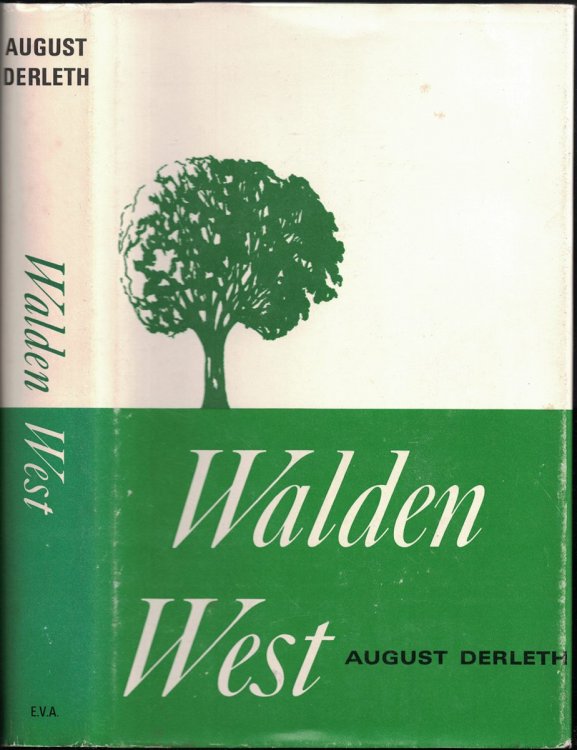 AUGUST
DERLETH
Walden West
E.V.A.
Walden
West
AUGUST DERLETH